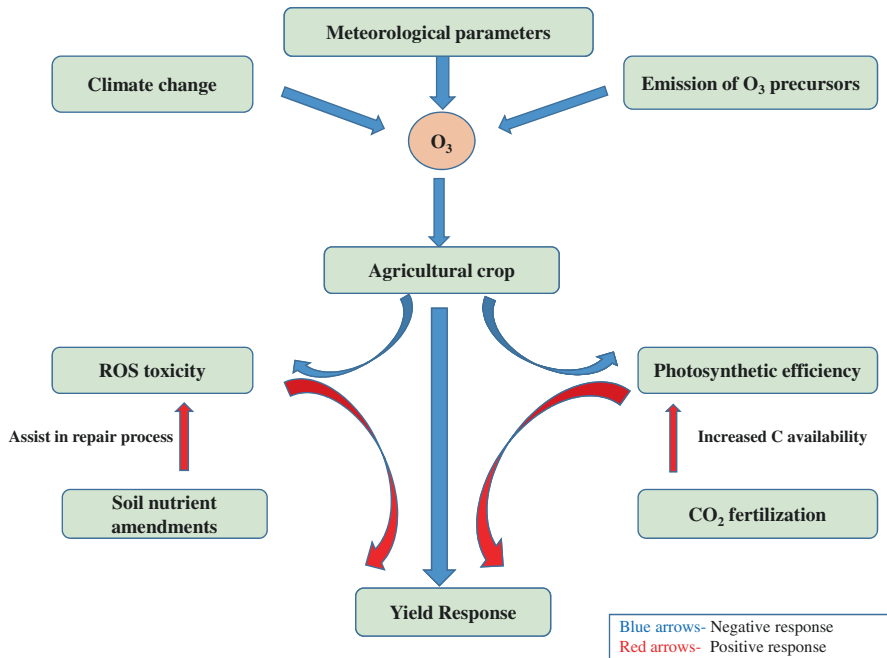 Meteorological parameters
Climate change
Emission of O₃ precursors
O₃
Agricultural crop
ROS toxicity
Photosynthetic efficiency
Assist in repair process
Increased C availability
Soil nutrient
amendments
CO₂ fertilization
Yield Response
Blue arrows- Negative response
Red arrows- Positive response